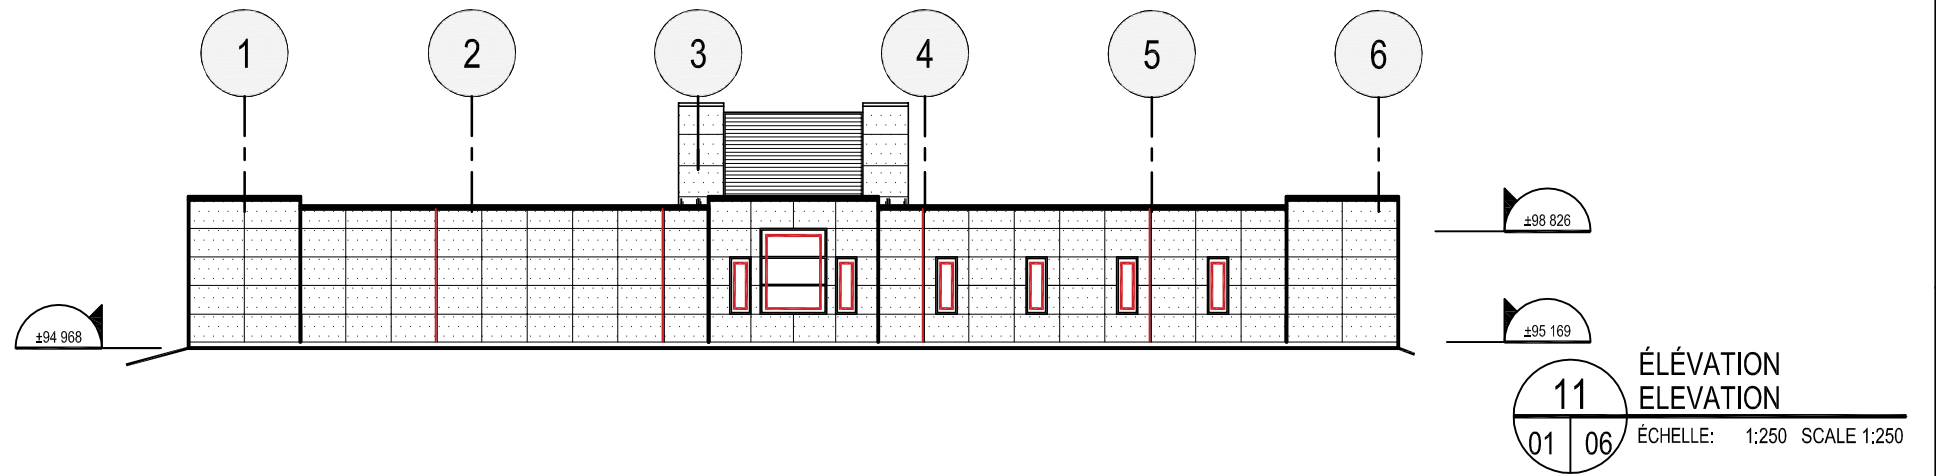 1 2 3 4 5 6
±98 826
±94 968
±95 169
11
01 06
ÉLÉVATION
ELEVATION
ÉCHELLE: 1:250 SCALE 1:250